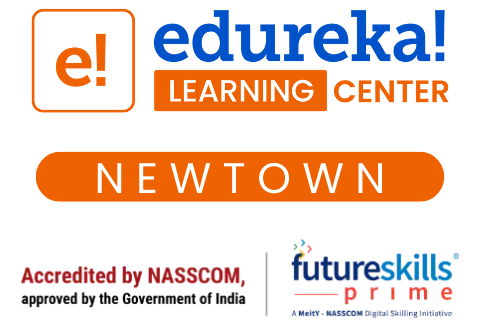 e!
edureka!
LEARNING CENTER
NEWTOWN
Accredited by NASSCOM,
approved by the Government of India
futureskills®
prime
A MeitY - NASSCOM Digital Skilling Initiative